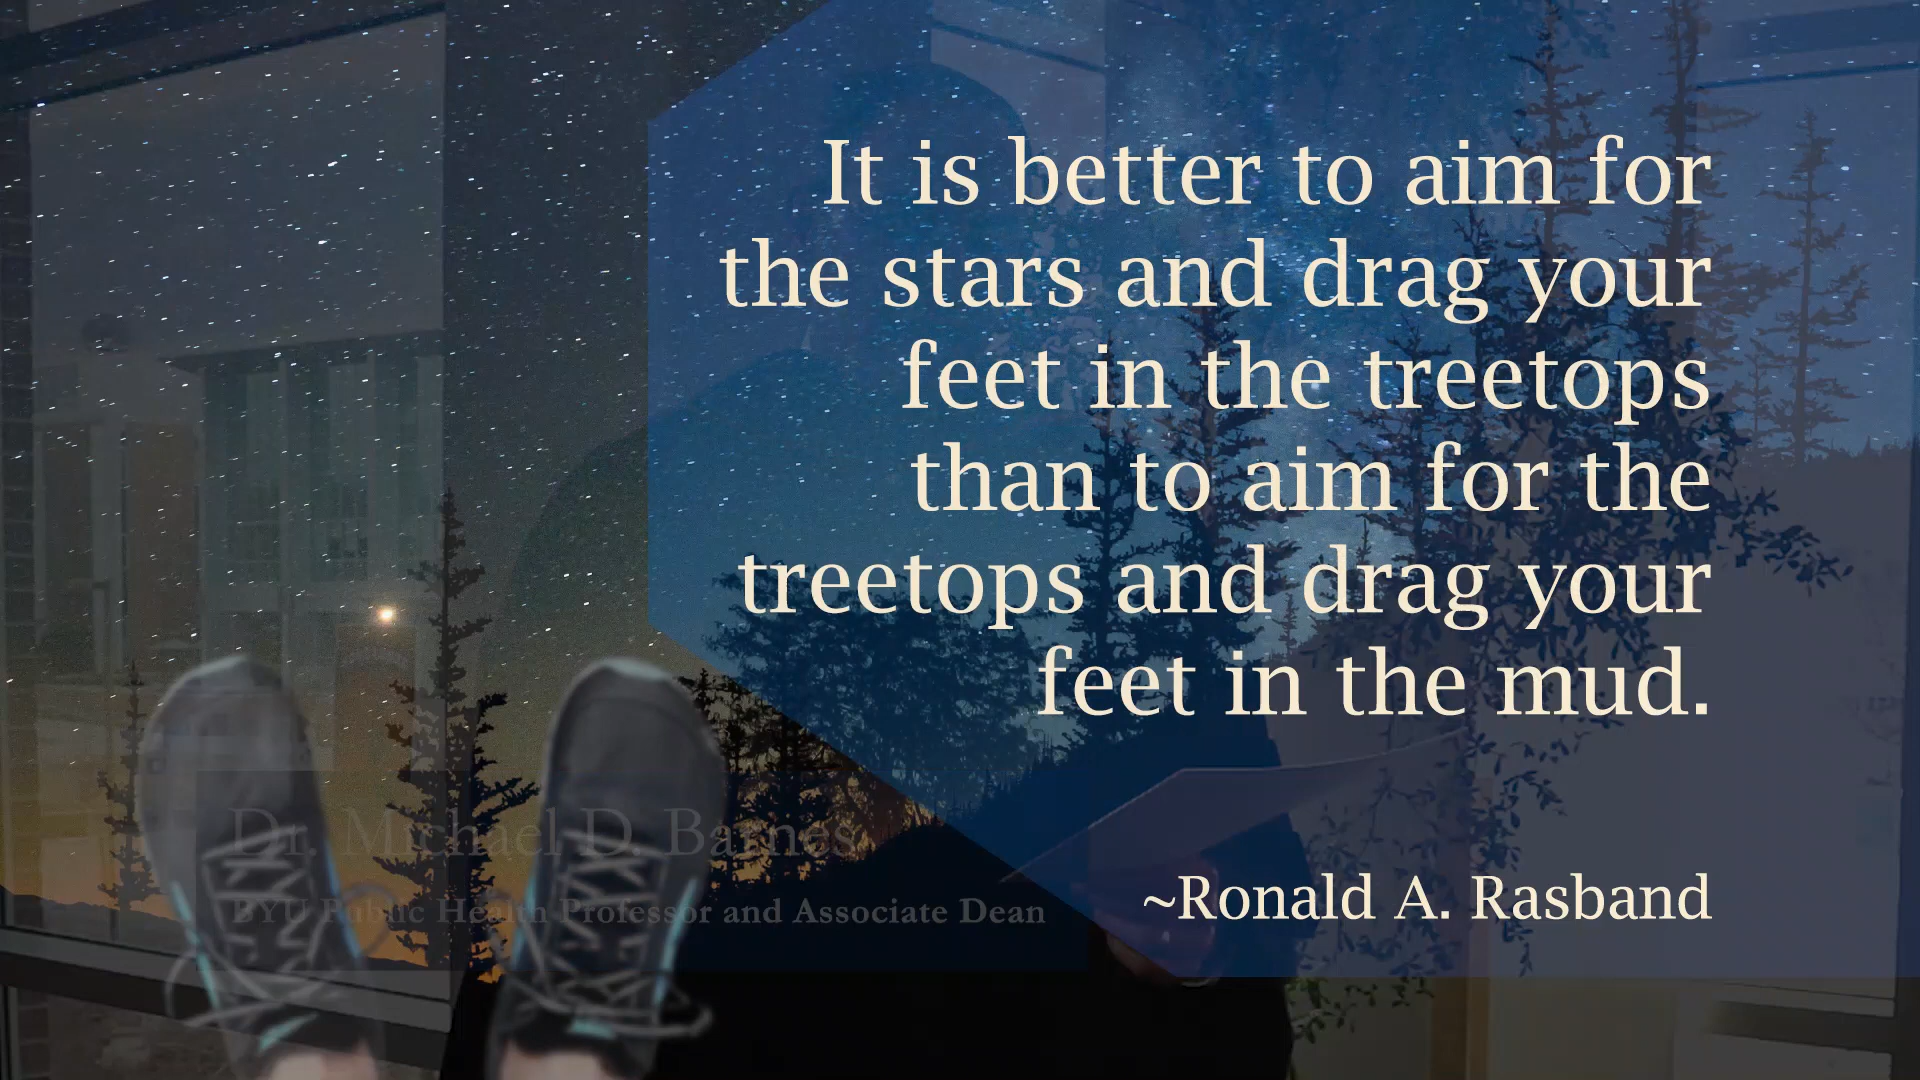 It is better to aim for
the stars and drag your
feet in the treetops
than to aim for the
treetops and drag your
feet in the mud.
~Ronald A. Rasband
Dr. Michael D. Barnes
BYU Public Health Professor and Associate Dean